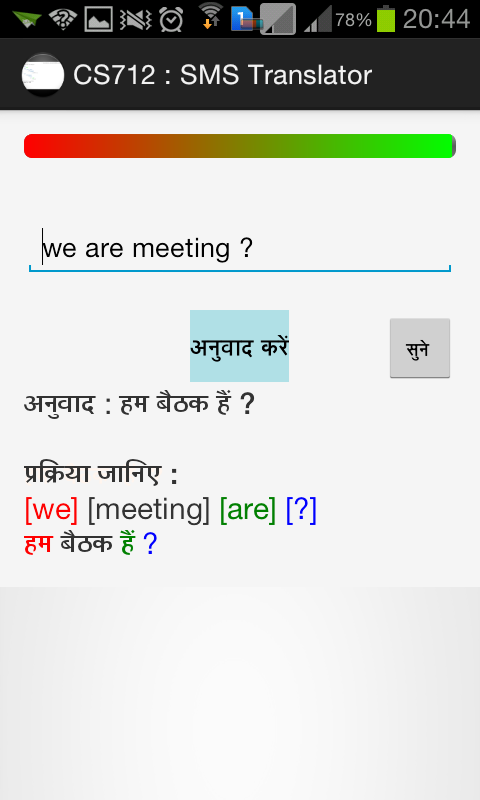 78% 20:44
CS712 : SMS Translator
we are meeting ?
अनुवाद करें
सुने
अनुवाद : हम बैठक हैं ?
प्रक्रिया जानिए :
[we] [meeting] [are] [?]
हम बैठक हैं ?